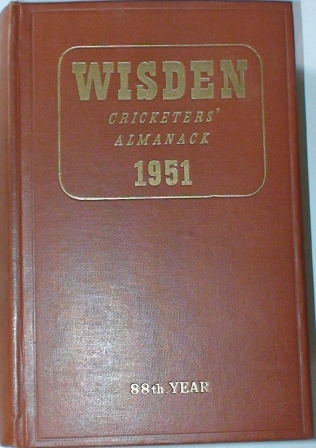 WISDEN
CRICKETERS'
ALMANACK
1951
88th.YEAR